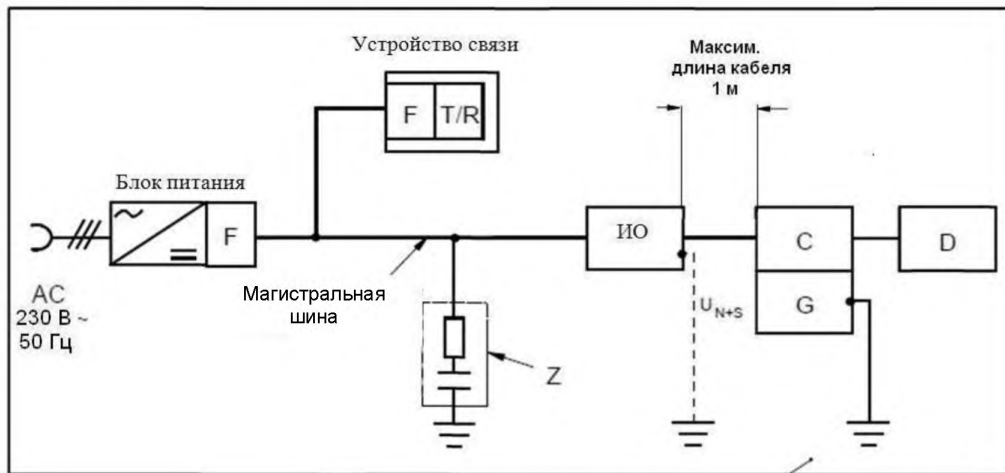 Устройство связи
F T/R
Максим.
длина кабеля
1 м
Блок питания
F
AC
230 В ~
50 Гц
Магистральная
шина
Z
ИО
U N+S
C
G
D